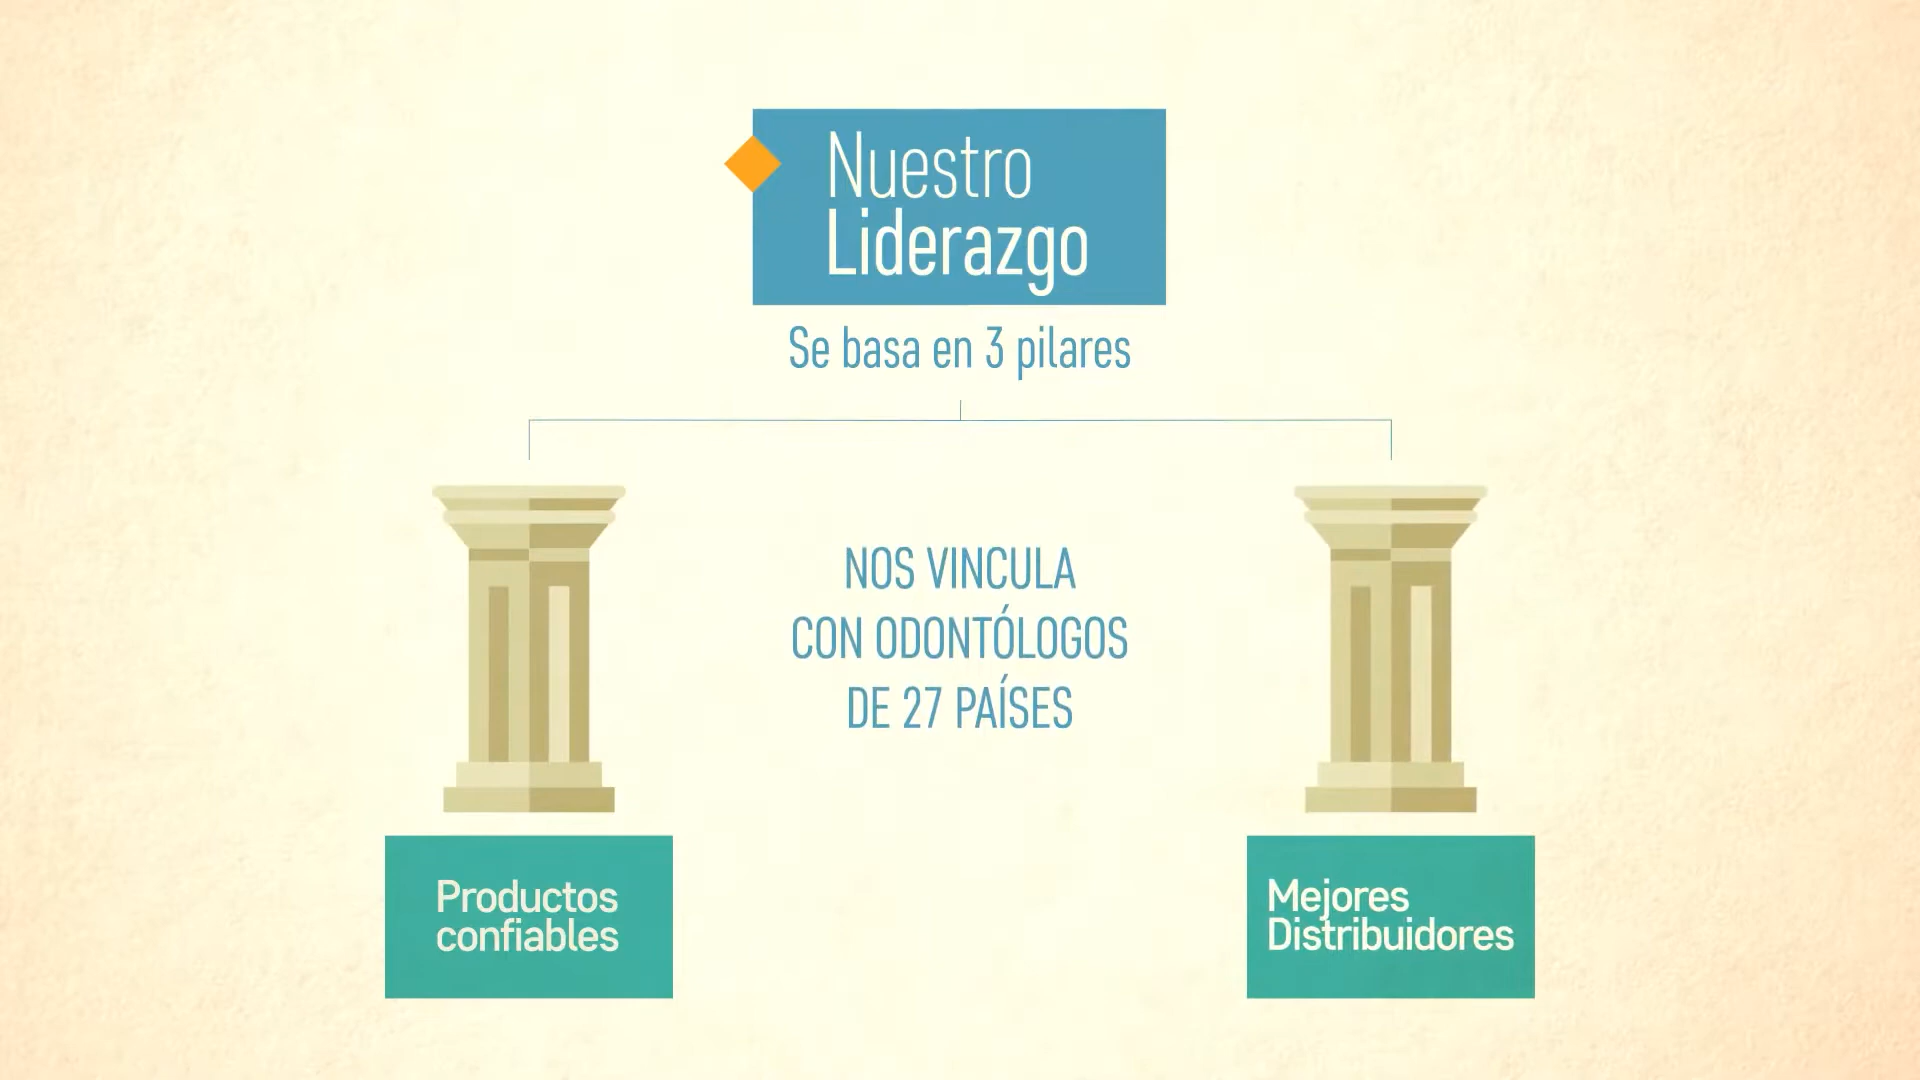 Nuestro
Liderazgo
Se basa en 3 pilares
NOS VINCULA
CON ODONTÓLOGOS
DE 27 PAÍSES
Productos
confiables
Mejores
Distribuidores